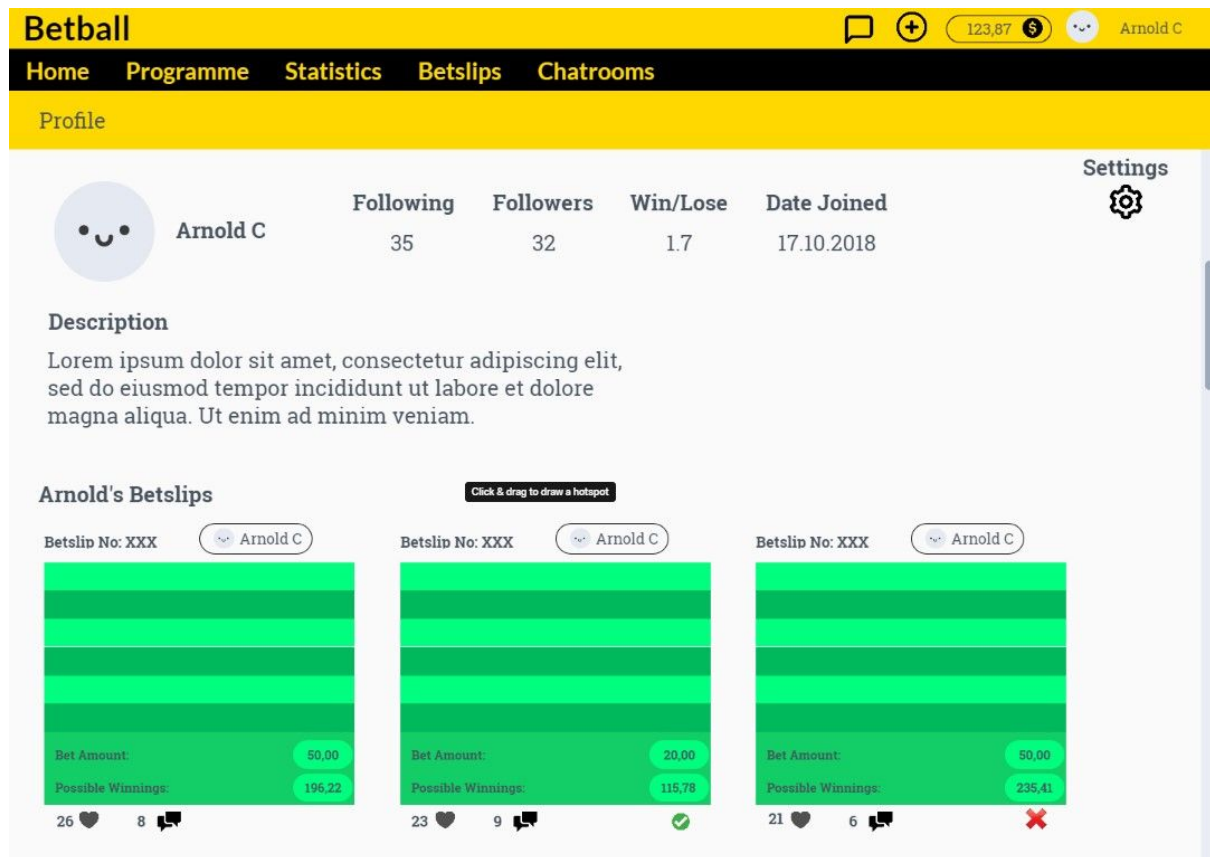 Betball
123,87
Arnold C
Home Programme Statistics Betslips Chatrooms
Profile
Settings
Following Followers Win/Lose Date Joined
Arnold C
35 32 1.7 17.10.2018
Description
Lorem ipsum dolor sit amet, consectetur adipiscing elit,
sed do eiusmod tempor incididunt ut labore et dolore
magna aliqua. Ut enim ad minim veniam.
Arnold's Betslips
Click & drag to draw a hotspot
Betslip No: XXX Arnold C
Bet Amount: 50,00
Possible Winnings: 196,22
26 8
Betslip No: XXX Arnold C
Bet Amount: 20,00
Possible Winnings: 115,78
23 9
Betslip No: XXX Arnold C
Bet Amount: 50,00
Possible Winnings: 235,41
21 6